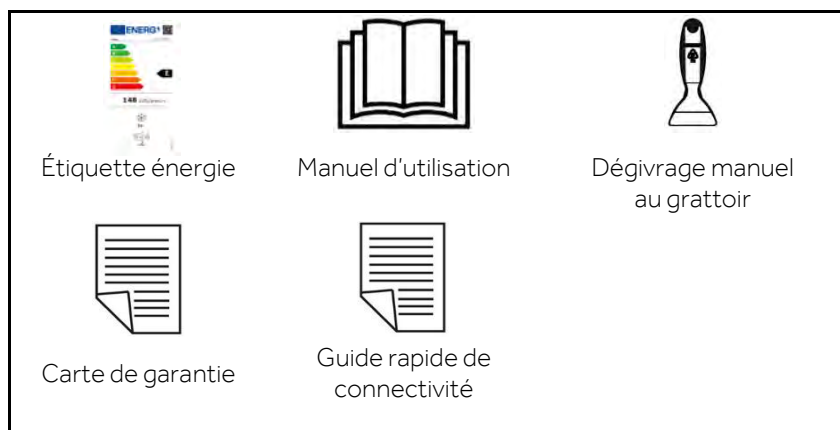 ENERG
148
Étiquette énergie
Manuel d'utilisation
Dégivrage manuel
au grattoir
Carte de garantie
Guide rapide de
connectivité